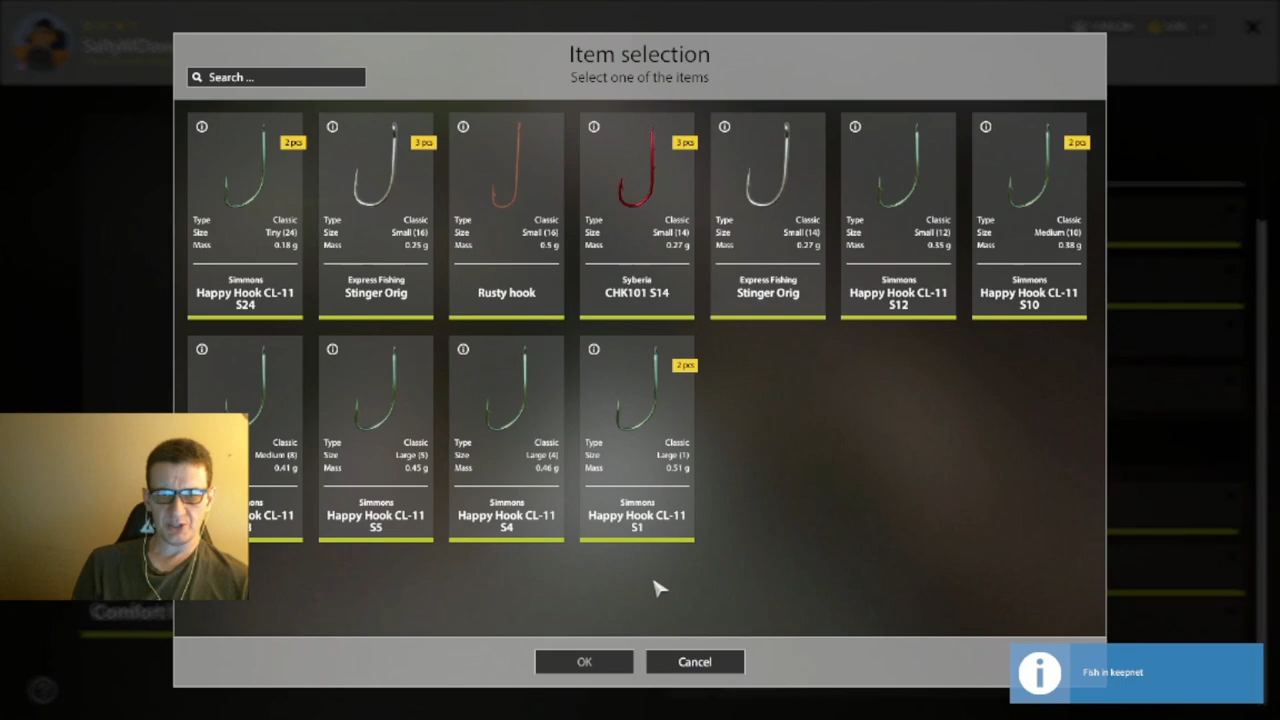 Item selection
Select one of the items
Search ...
2 pcs
Type Classic
Size Tiny (24)
Mass 0.18 g
Simmons
Happy Hook CL-11
S24
3 pcs
Type Classic
Size Small (16)
Mass 0.25 g
Express Fishing
Stinger Orig
Type Classic
Size Small (16)
Mass 0.5 g
Rusty hook
3 pcs
Type Classic
Size Small (14)
Mass 0.27 g
Syberia
CHK101 S14
Type Classic
Size Small (14)
Mass 0.27 g
Express Fishing
Stinger Orig
Type Classic
Size Small (12)
Mass 0.35 g
Simmons
Happy Hook CL-11
S12
2 pcs
Type Classic
Size Medium (10)
Mass 0.38 g
Simmons
Happy Hook CL-11
S10
Classic
Medium (8)
0.41 g
ok CL-11
Type Classic
Size Large (5)
Mass 0.45 g
Simmons
Happy Hook CL-11
S5
Type Classic
Size Large (4)
Mass 0.46 g
Simmons
Happy Hook CL-11
S4
2 pcs
Type Classic
Size Large (1)
Mass 0.51 g
Simmons
Happy Hook CL-11
S1
Comfort
OK
Cancel
Fish in keepnet